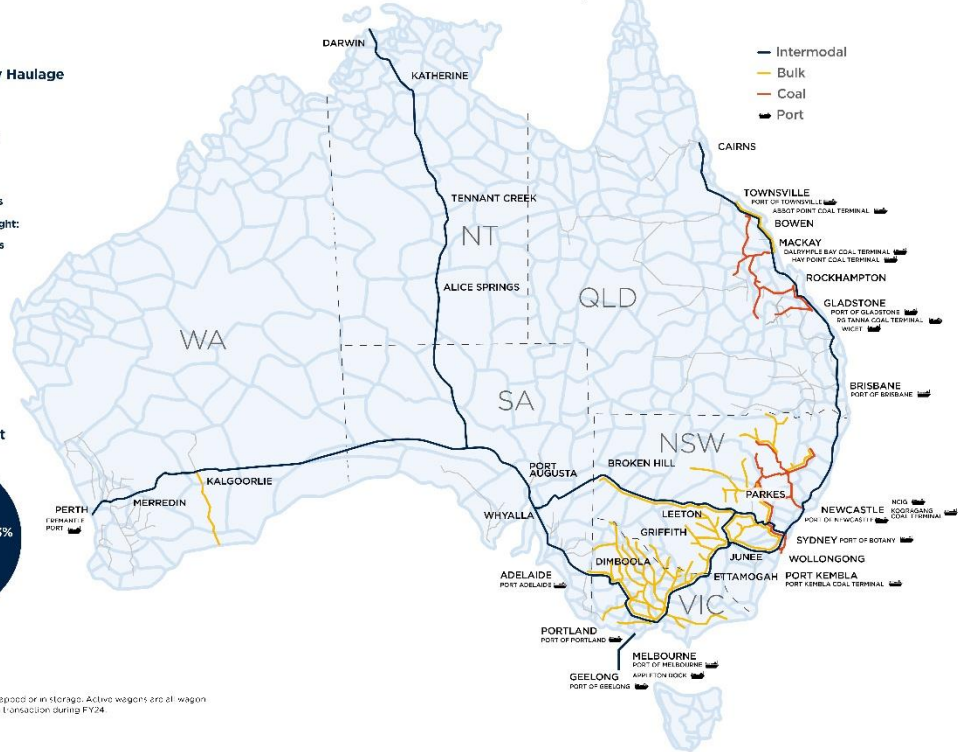 Haulage
ght:
s
s
t
%
Intermodal
Bulk
Coal
Port
DARWIN
KATHERINE
CAIRNS
TENNANT CREEK
TOWNSVILLE
PORT OF TOWNSVILLE
ABBOT POINT COAL TERMINAL
BOWEN
NT
MACKAY
DALRYMPLE BAY COAL TERMINAL
HAY POINT COAL TERMINAL
ROCKHAMPTON
ALICE SPRINGS
QLD
GLADSTONE
PORT OF GLADSTONE
RG TANNA COAL TERMINAL
WICET
WA
BRISBANE
PORT OF BRISBANE
SA
NSW
PORT
AUGUSTA
BROKEN HILL
KALGOORLIE
PARKES
MERREDIN
PERTH
FREMANTLE
PORT
WHYALLA
LEETON
NEWCASTLE
PORT OF NEWCASTLE
NCIG
KOORAGANG
COAL TERMINAL
GRIFFITH
SYDNEY PORT OF BOTANY
JUNEE
WOLLONGONG
DIMBOOLA
ADELAIDE
PORT ADELAIDE
ETTAMOGAH
PORT KEMBLA
PORT KEMBLA COAL TERMINAL
VIC
PORTLAND
PORT OF PORTLAND
MELBOURNE
PORT OF MELBOURNE
APPLETON DOCK
GEELONG
PORT OF GEELONG
apped or in storage. Active wagons are all wagon
transaction during FY24.